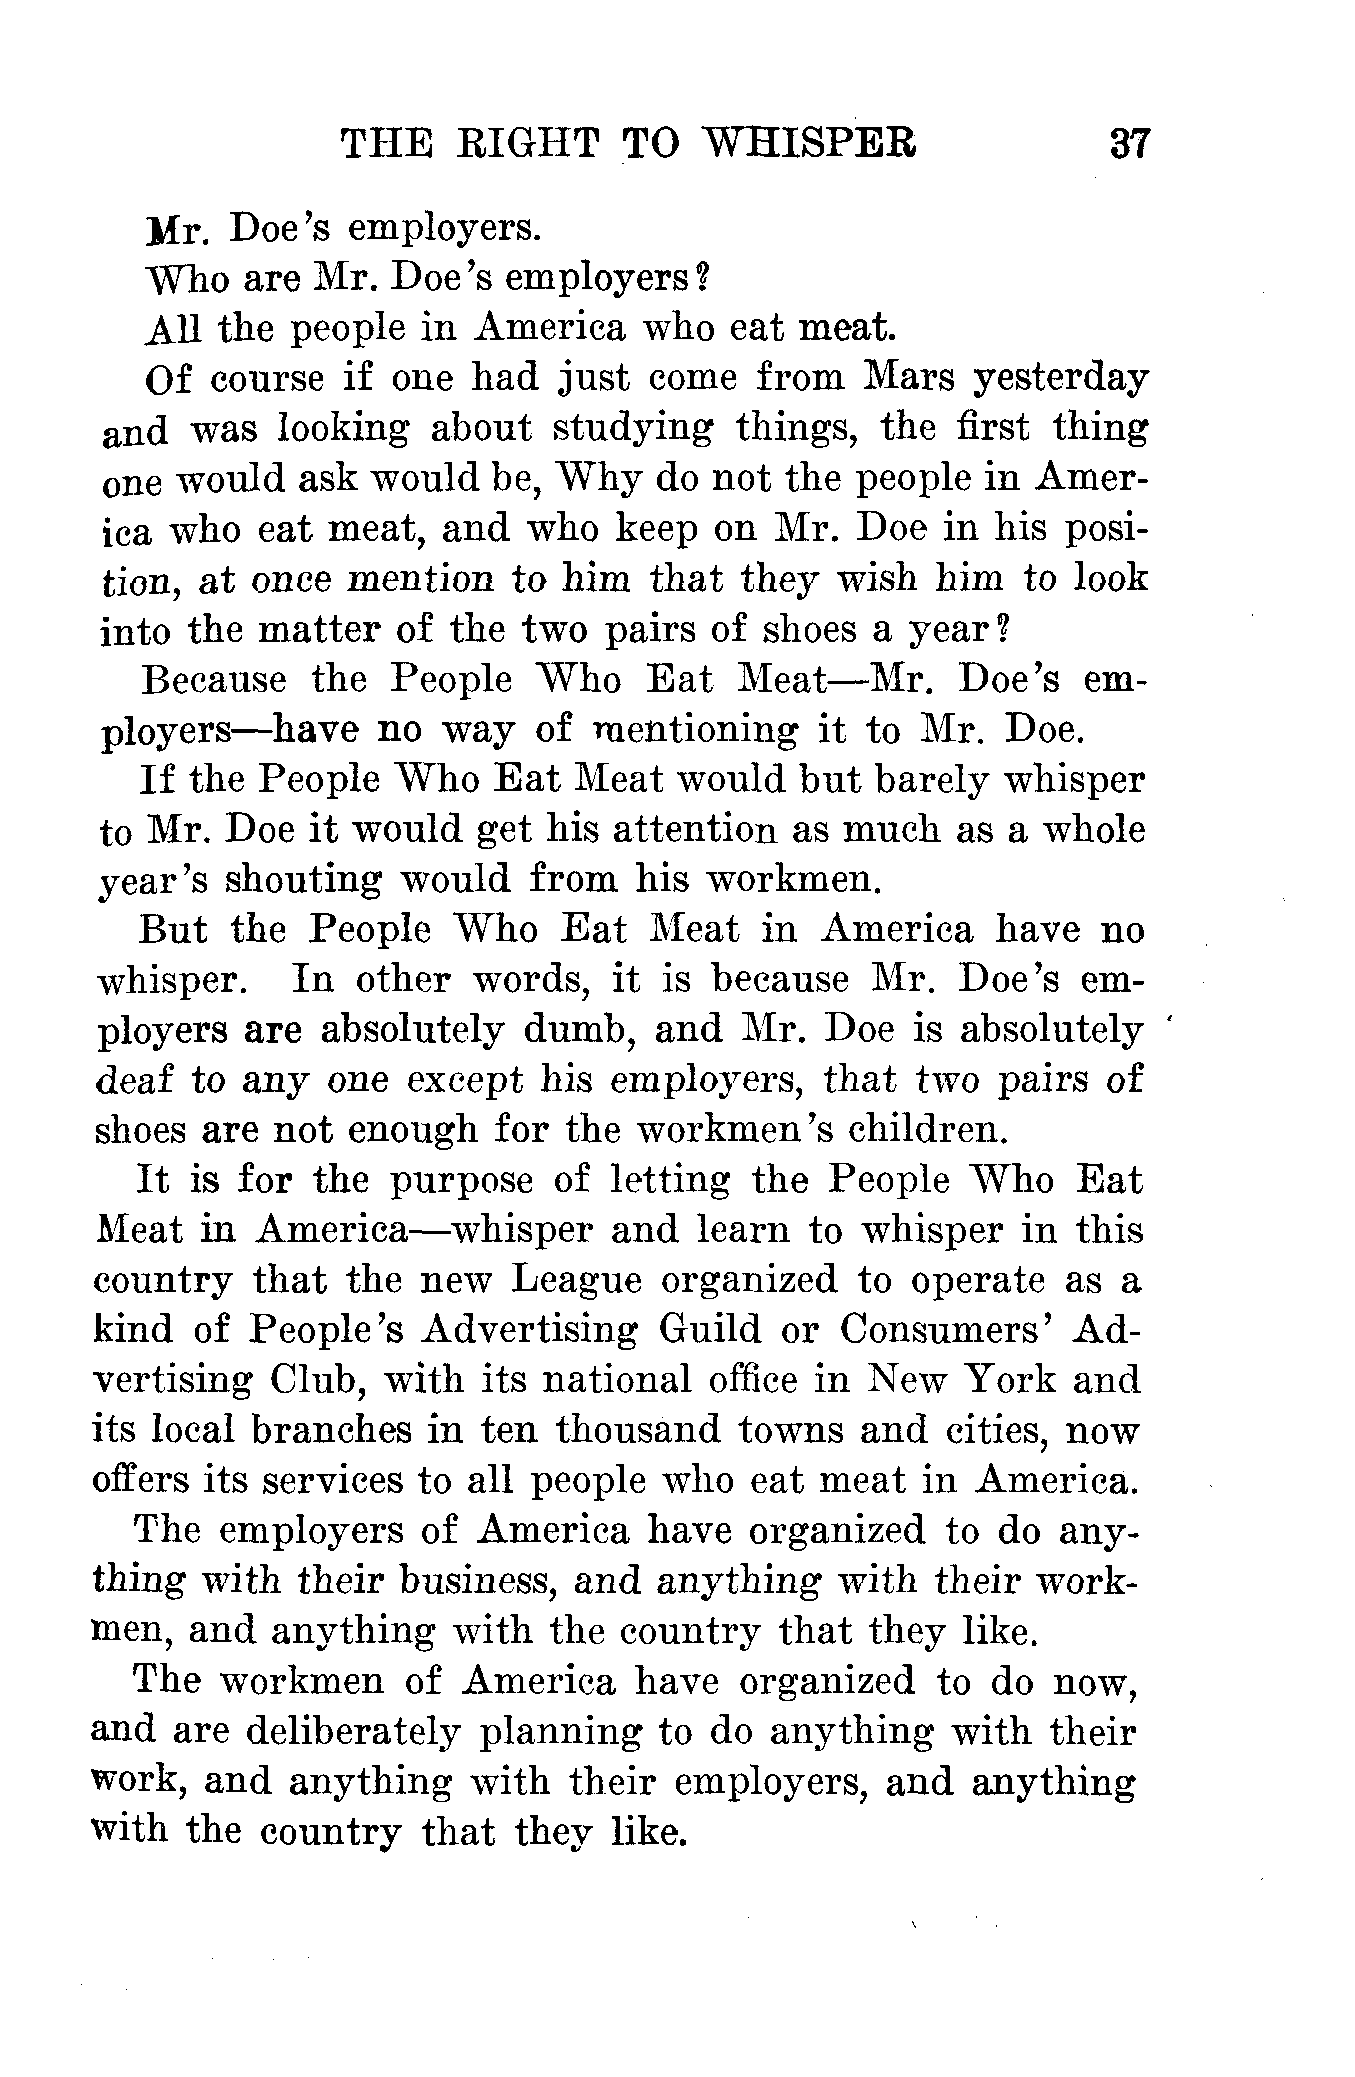 THE RIGHT TO WHISPER 37
Mr. Doe's employers.
Who are Mr. Doe's employers?
All the people in America who eat meat.
Of course if one had just come from Mars yesterday
and was looking about studying things, the first thing
one would ask would be, Why do not the people in Amer-
ica who eat meat, and who keep on Mr. Doe in his posi-
tion, at once mention to him that they wish him to look
into the matter of the two pairs of shoes a year?
Because the People Who Eat Meat—Mr. Doe's em-
ployers—have no way of mentioning it to Mr. Doe.
If the People Who Eat Meat would but barely whisper
to Mr. Doe it would get his attention as much as a whole
year's shouting would from his workmen.
But the People Who Eat Meat in America have no
whisper. In other words, it is because Mr. Doe's em-
ployers are absolutely dumb, and Mr. Doe is absolutely
deaf to any one except his employers, that two pairs of
shoes are not enough for the workmen's children.
It is for the purpose of letting the People Who Eat
Meat in America—whisper and learn to whisper in this
country that the new League organized to operate as a
kind of People's Advertising Guild or Consumers' Ad-
vertising Club, with its national office in New York and
its local branches in ten thousand towns and cities, now
offers its services to all people who eat meat in America.
The employers of America have organized to do any-
thing with their business, and anything with their work-
men, and anything with the country that they like.
The workmen of America have organized to do now,
and are deliberately planning to do anything with their
work, and anything with their employers, and anything
with the country that they like.